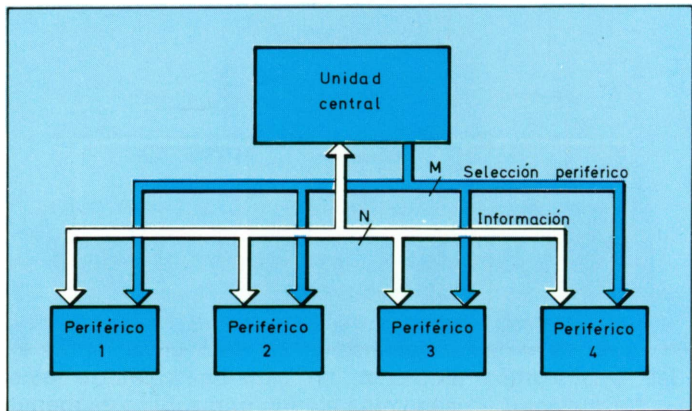 Unidad
central
M Selección periférico
N Información
Periférico
1
Periférico
2
Periférico
3
Periférico
4